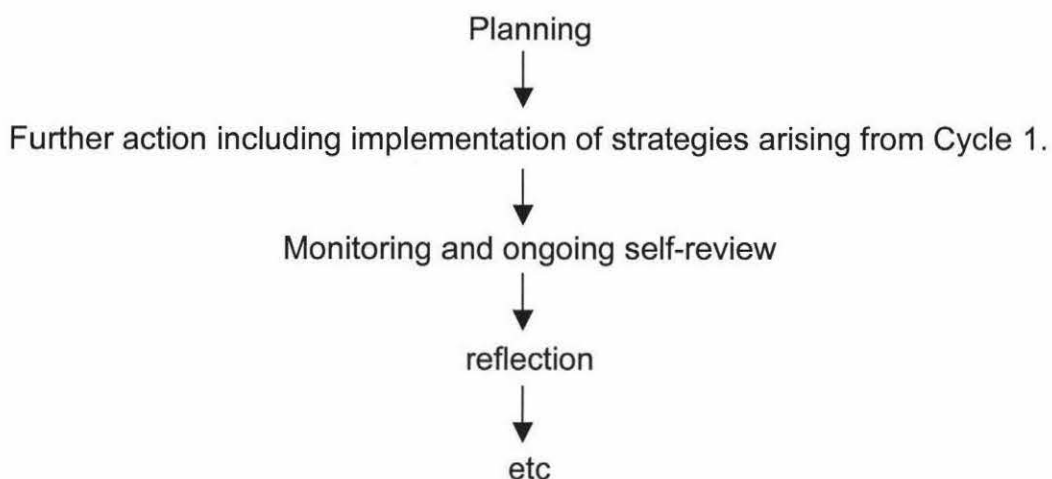 Planning
Further action including implementation of strategies arising from Cycle 1.
Monitoring and ongoing self-review
reflection
etc